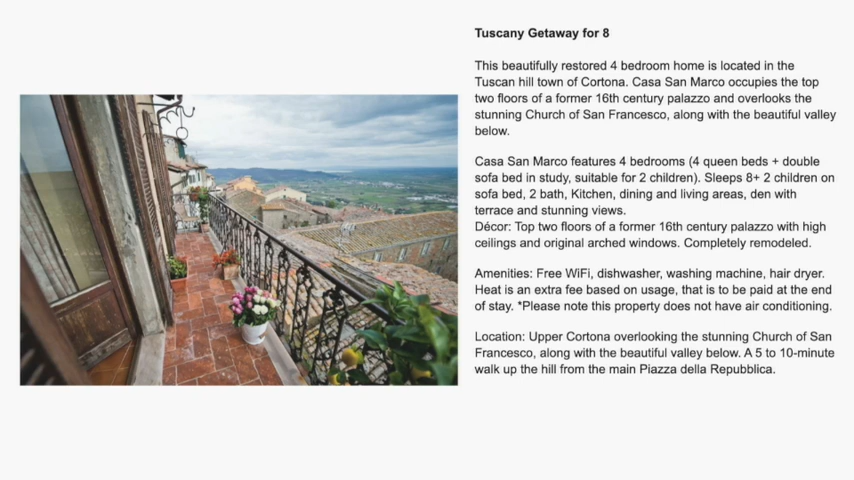 Tuscany Getaway for 8
This beautifully restored 4 bedroom home is located in the
Tuscan hill town of Cortona. Casa San Marco occupies the top
two floors of a former 16th century palazzo and overlooks the
stunning Church of San Francesco, along with the beautiful valley
below.
Casa San Marco features 4 bedrooms (4 queen beds + double
sofa bed in study, suitable for 2 children). Sleeps 8+ 2 children on
sofa bed, 2 bath, Kitchen, dining and living areas, den with
terrace and stunning views.
Décor: Top two floors of a former 16th century palazzo with high
ceilings and original arched windows. Completely remodeled.
Amenities: Free WiFi, dishwasher, washing machine, hair dryer.
Heat is an extra fee based on usage, that is to be paid at the end
of stay. *Please note this property does not have air conditioning.
Location: Upper Cortona overlooking the stunning Church of San
Francesco, along with the beautiful valley below. A 5 to 10-minute
walk up the hill from the main Piazza della Repubblica.